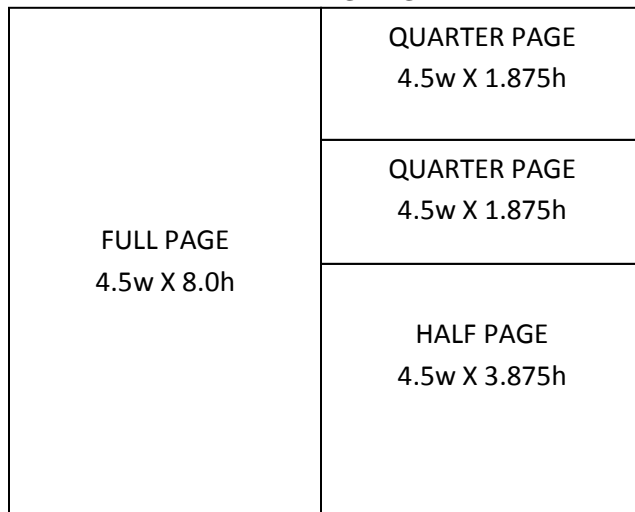 FULL PAGE
4.5w X 8.0h
QUARTER PAGE
4.5w X 1.875h
QUARTER PAGE
4.5w X 1.875h
HALF PAGE
4.5w X 3.875h